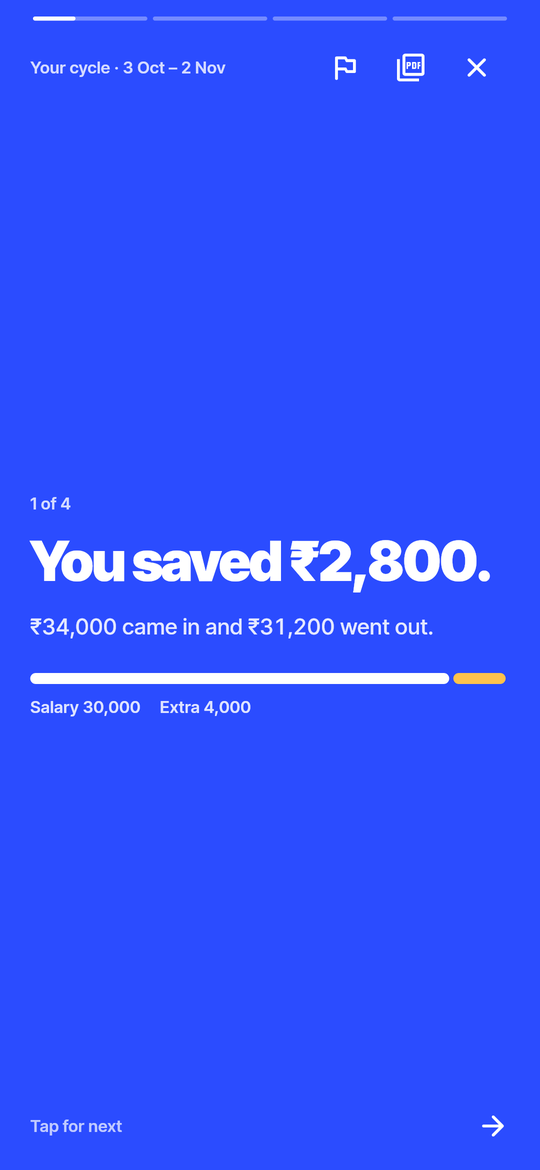 Your cycle · 3 Oct – 2 Nov
PDF
1 of 4
You saved ₹2,800.
₹34,000 came in and ₹31,200 went out.
Salary 30,000 Extra 4,000
Tap for next